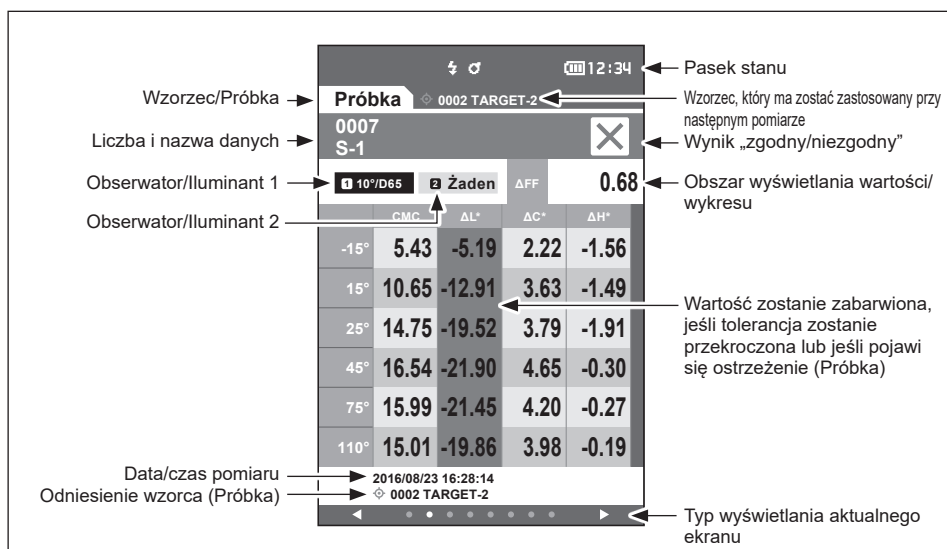 12:34
Pasek stanu
Wzorzec/Próbka
Próbka
0002 TARGET-2
Wzorzec, który ma zostać zastosowany przy
następnym pomiarze
Liczba i nazwa danych
0007
S-1
Wynik „zgodny/niezgodny”
Obserwator/Iluminant 1
1 10°/D65
2 Żaden
ΔFF
0.68
Obszar wyświetlania wartości/
wykresu
Obserwator/Iluminant 2
CMC ΔL* ΔC* ΔH*
-15° 5.43 -5.19 2.22 -1.56
15° 10.65 -12.91 3.63 -1.49
25° 14.75 -19.52 3.79 -1.91
45° 16.54 -21.90 4.65 -0.30
75° 15.99 -21.45 4.20 -0.27
110° 15.01 -19.86 3.98 -0.19
Wartość zostanie zabarwiona,
jeśli tolerancja zostanie
przekroczona lub jeśli pojawi
się ostrzeżenie (Próbka)
Data/czas pomiaru
2016/08/23 16:28:14
Odniesienie wzorca (Próbka)
0002 TARGET-2
Typ wyświetlania aktualnego
ekranu